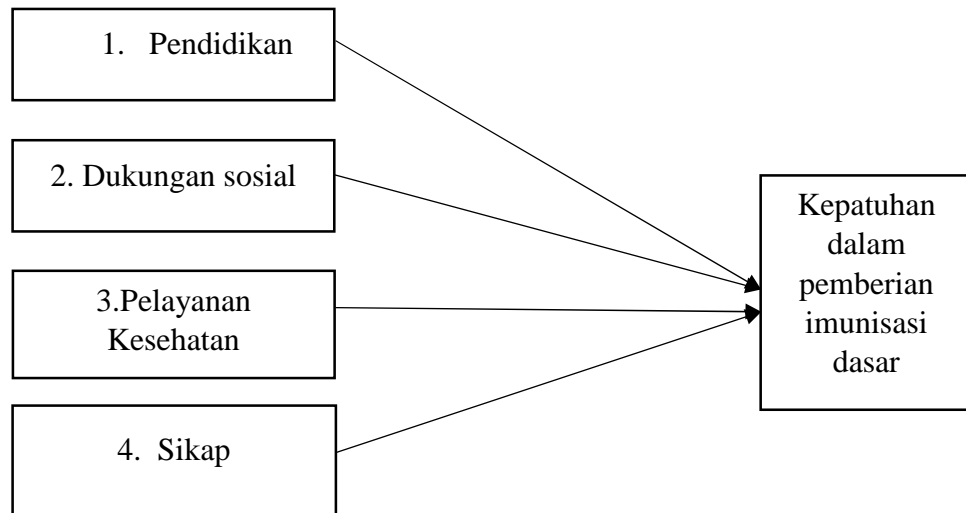 1. Pendidikan
2. Dukungan sosial
3.Pelayanan
Kesehatan
4. Sikap
Kepatuhan
dalam
pemberian
imunisasi
dasar